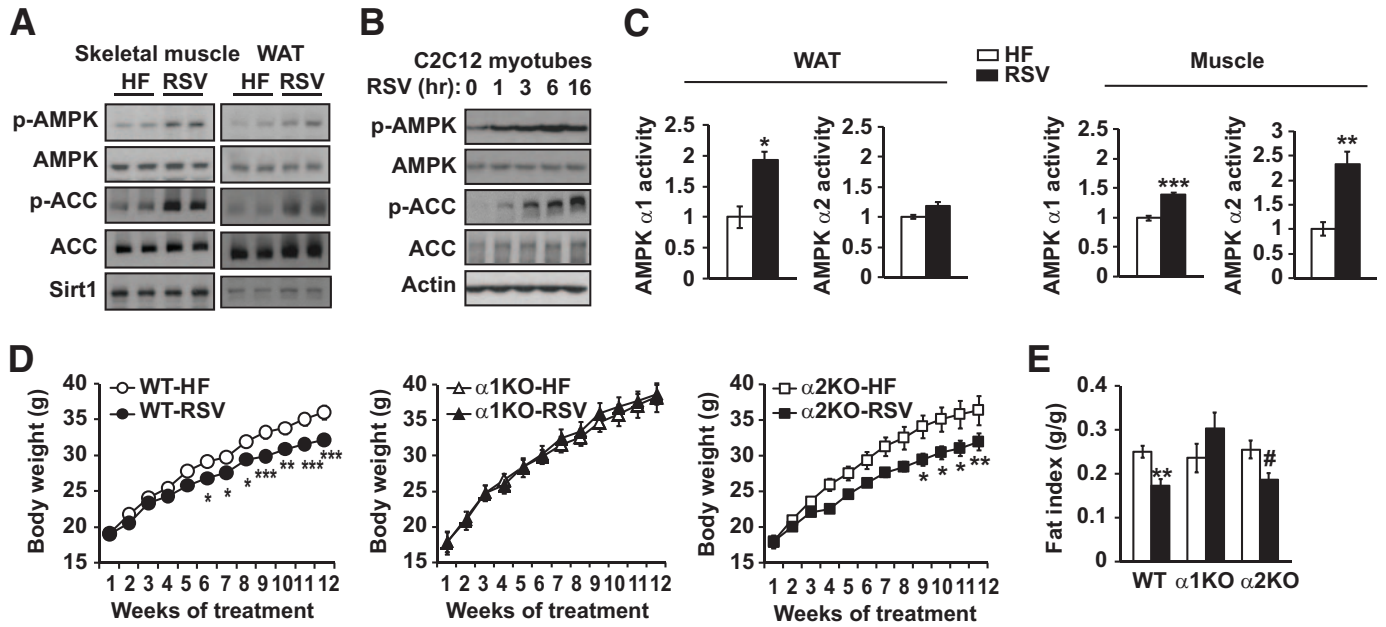 A
Skeletal muscle WAT
HF RSV HF RSV
p-AMPK
AMPK
p-ACC
ACC
Sirt1
B
C2C12 myotubes
RSV (hr): 0 1 3 6 16
p-AMPK
AMPK
p-ACC
ACC
Actin
C
WAT
HF
RSV
Muscle
AMPK α1 activity
2.5
2
1.5
1
0.5
0
*
AMPK α2 activity
2.5
2
1.5
1
0.5
0
AMPK α1 activity
2.5
2
1.5
1
0.5
0
***
AMPK α2 activity
3
2.5
2
1.5
1
0.5
0
**
D
Body weight (g)
40
35
30
25
20
15
WT-HF
WT-RSV
* * * *** ** *** ***
1 2 3 4 5 6 7 8 9 10 11 12
Weeks of treatment
Body weight (g)
40
35
30
25
20
15
α1KO-HF
α1KO-RSV
1 2 3 4 5 6 7 8 9 10 11 12
Weeks of treatment
Body weight (g)
40
35
30
25
20
15
α2KO-HF
α2KO-RSV
* * * **
1 2 3 4 5 6 7 8 9 10 11 12
Weeks of treatment
E
Fat index (g/g)
0.4
0.3
0.2
0.1
0
** #
WT α1KO α2KO